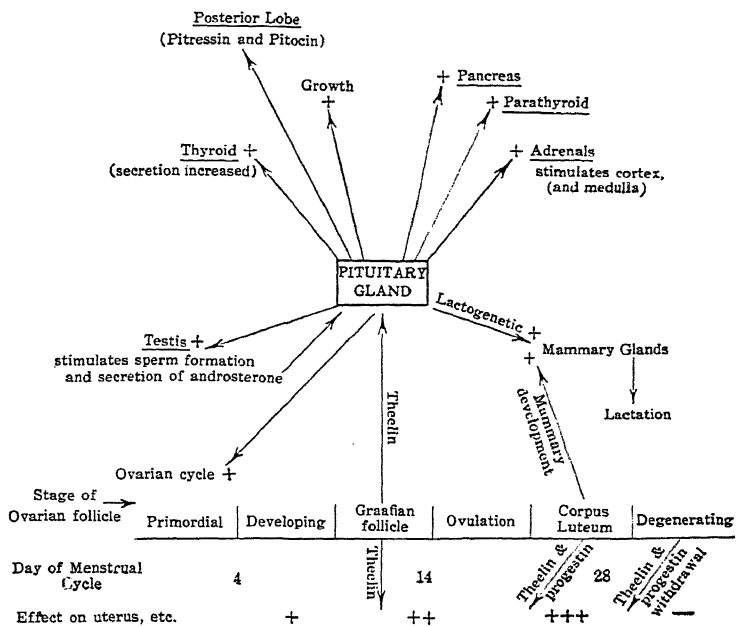 Posterior Lobe
(Pitressin and Pitocin)
Growth
+
+ Pancreas
+ Parathyroid
Thyroid +
(secretion increased)
+ Adrenals
stimulates cortex,
(and medulla)
PITUITARY
GLAND
Lactogenetic +
Testis +
stimulates sperm formation
and secretion of androsterone
+ Mammary Glands
Theelin
Mammary
development
Lactation
Ovarian cycle +
Stage of
Ovarian follicle
Primordial
Developing
Graafian
follicle
Ovulation
Corpus
Luteum
Degenerating
Day of Menstrual
Cycle
4
Theelin
14
Theelin &
progestin
28
Theelin &
progestin
withdrawal
Effect on uterus, etc.
+
++
+++
—